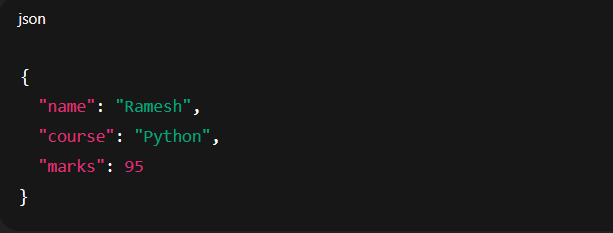 json
{
"name": "Ramesh",
"course": "Python",
"marks": 95
}